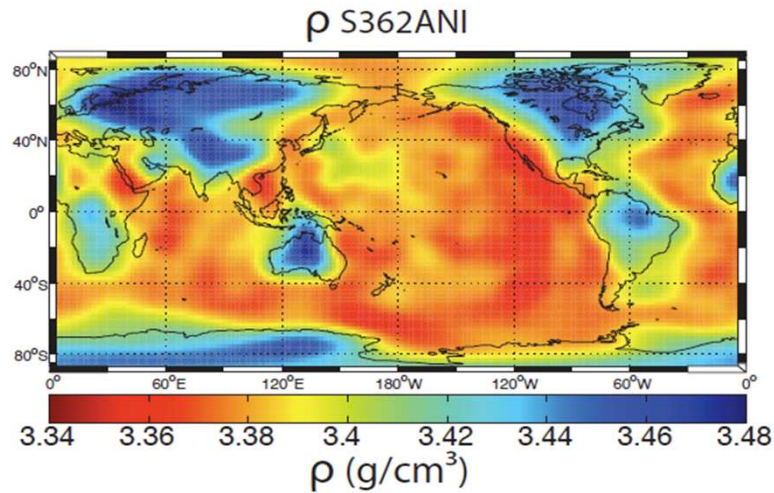 ρ S362ANI
80°N
40°N
0°
40°S
80°S
0° 60°E 120°E 180°W 120°W 60°W 0°
3.34 3.36 3.38 3.4 3.42 3.44 3.46 3.48
ρ (g/cm³)